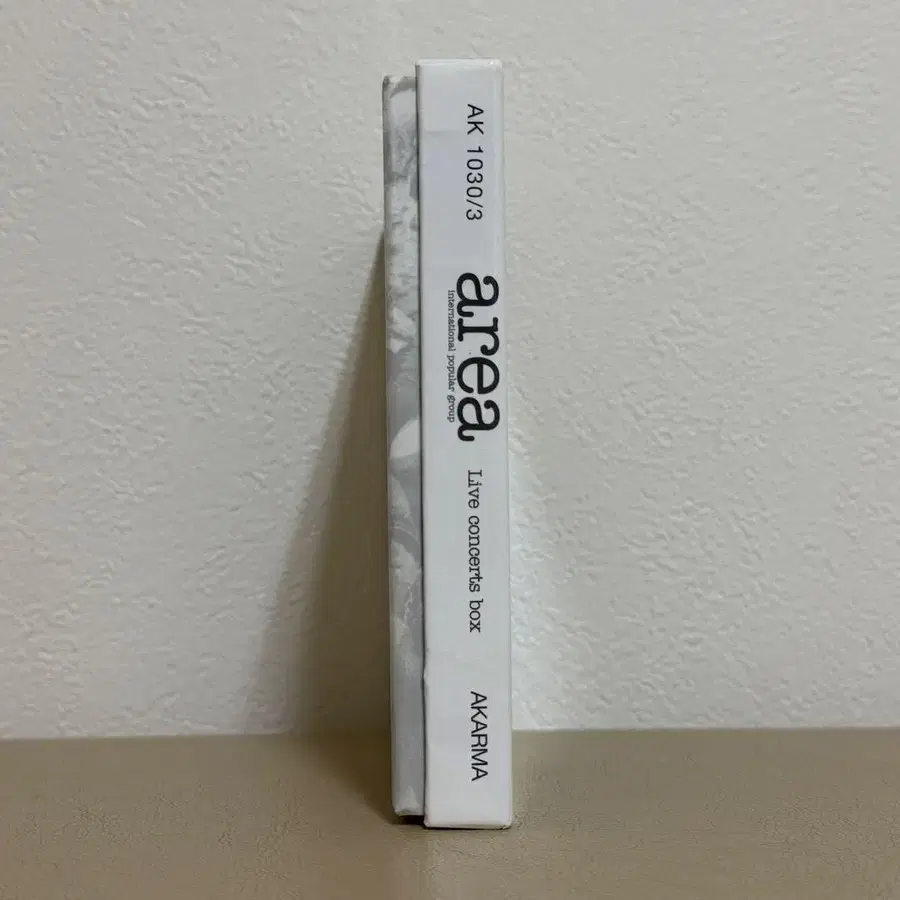 AK 1030/3
area
international popular group
Live concerts box
AKARMA